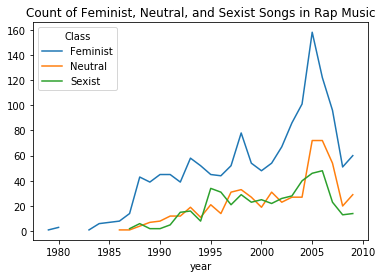 Count of Feminist, Neutral, and Sexist Songs in Rap Music
Class
Feminist
Neutral
Sexist
160
140
120
100
80
60
40
20
0
1980
1985
1990
1995
2000
2005
2010
year